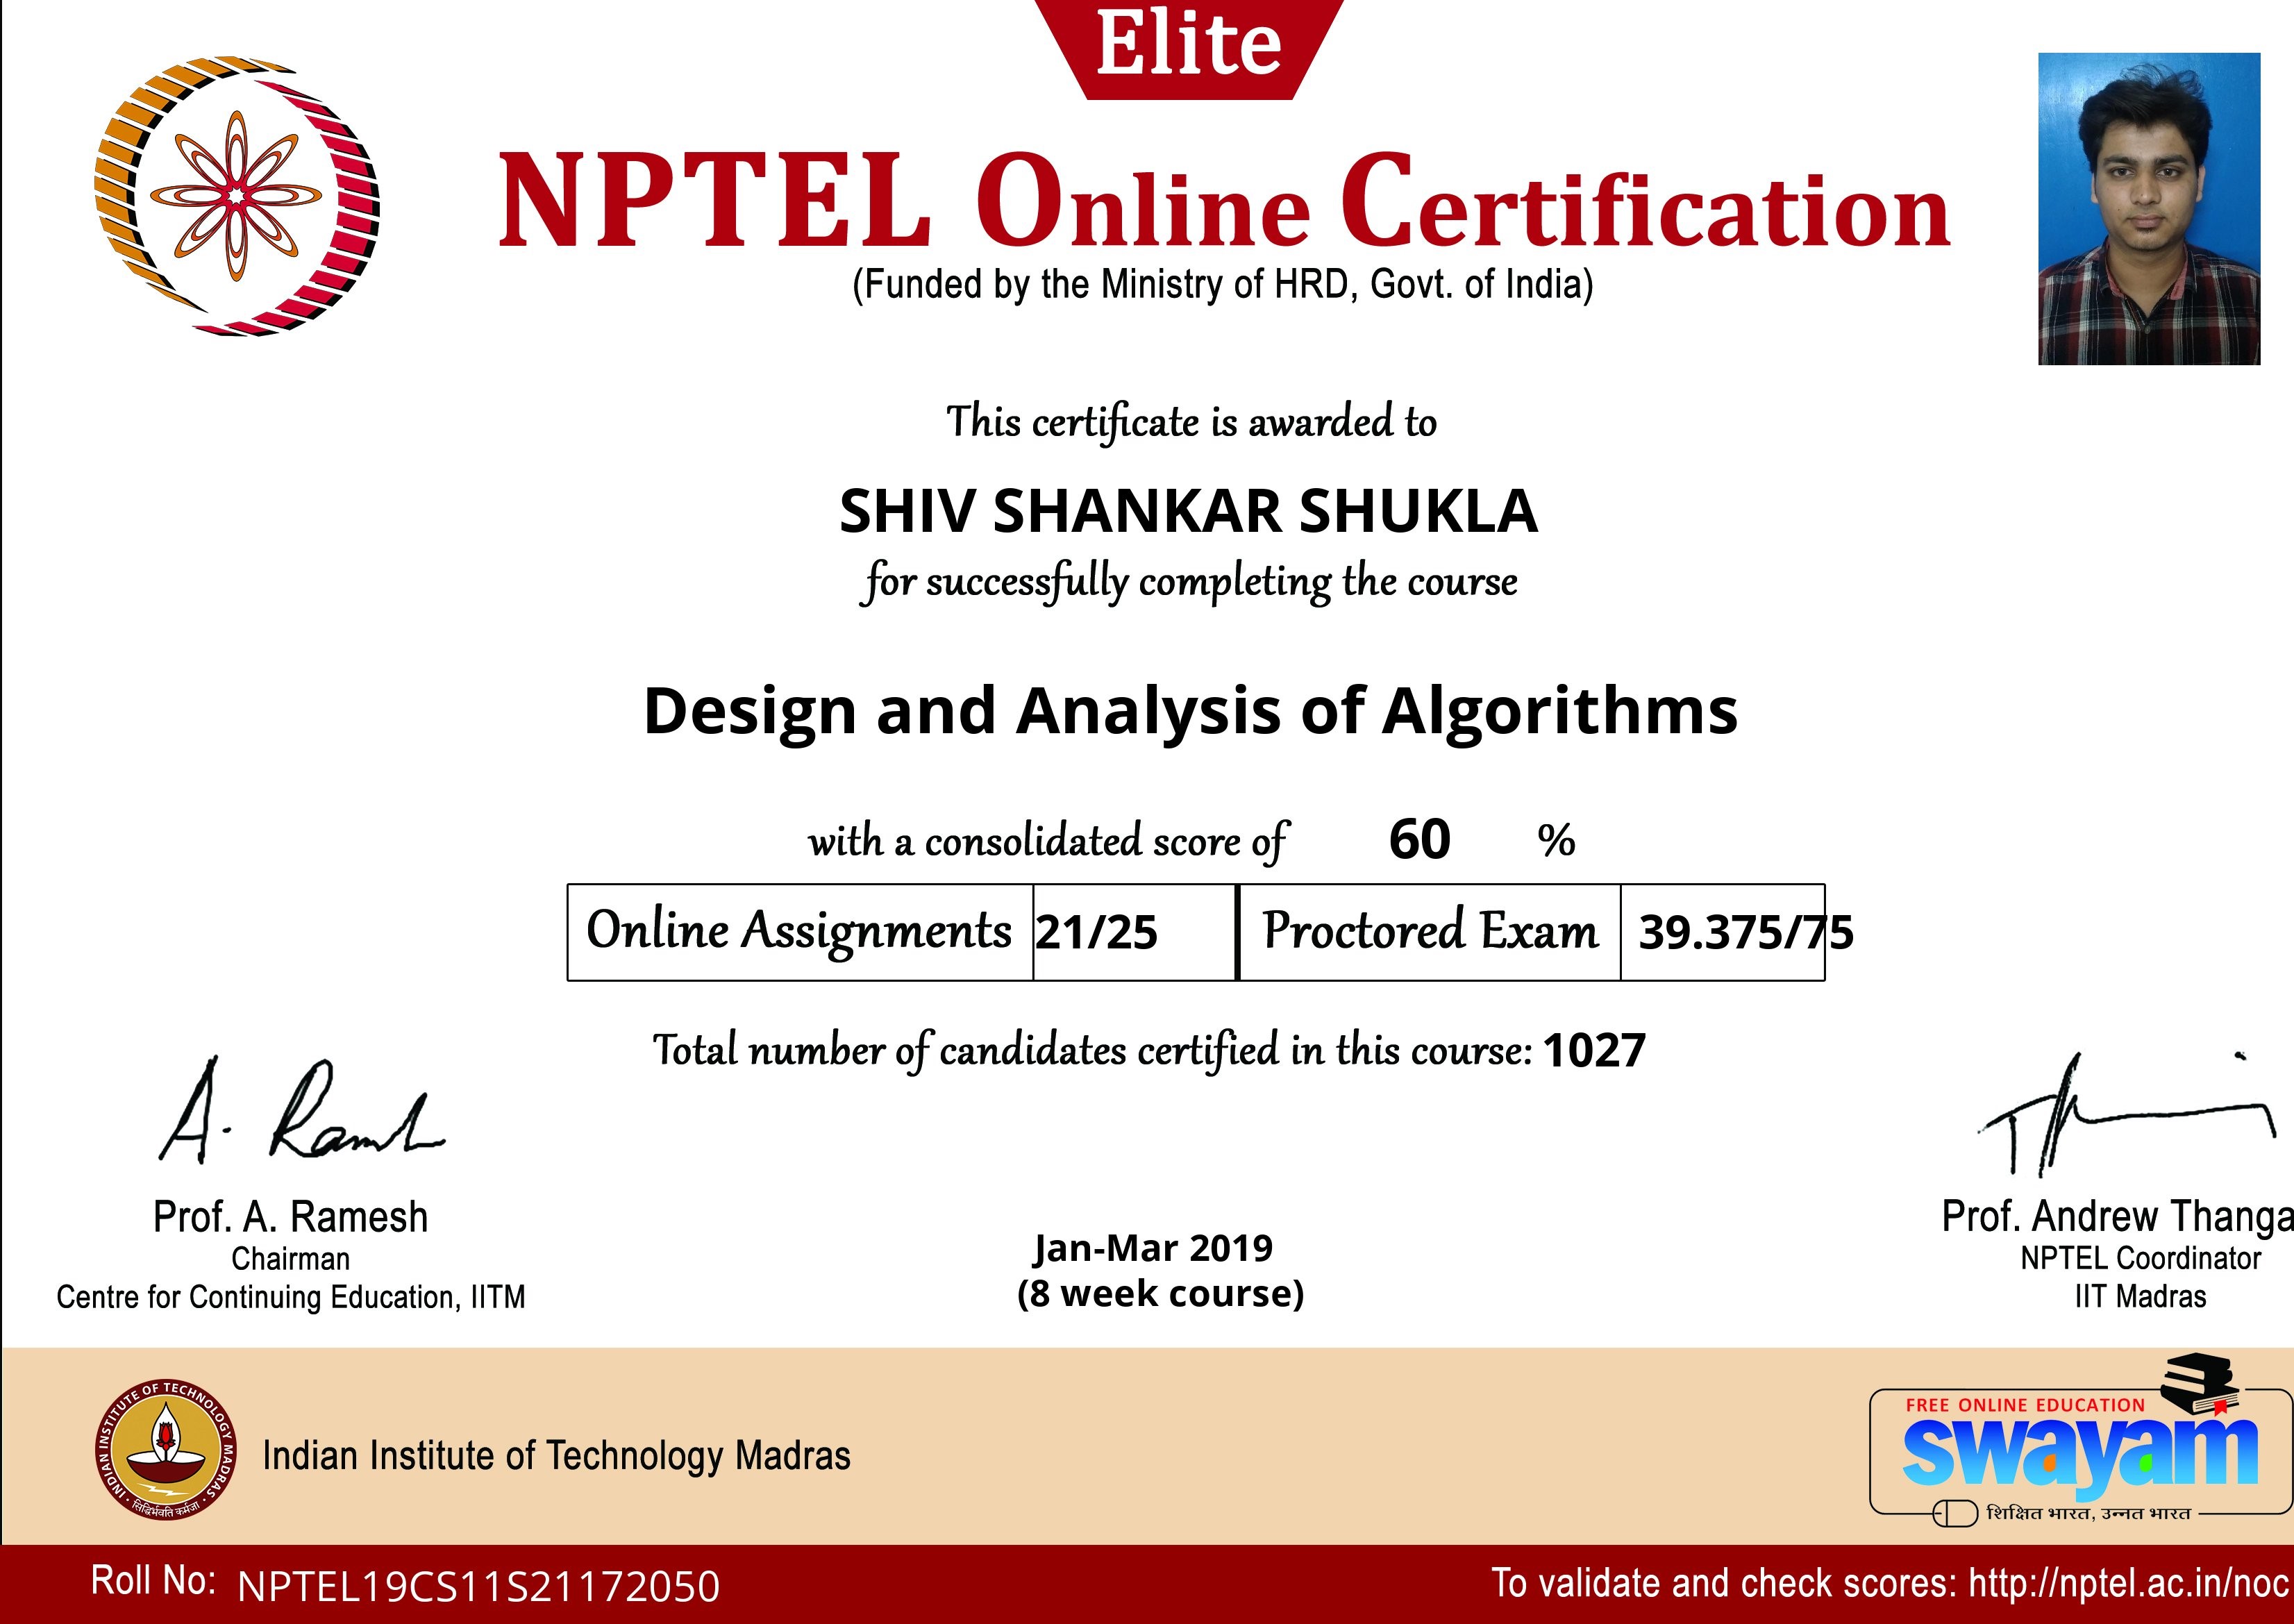 Elite
NPTEL Online Certification
(Funded by the Ministry of HRD, Govt. of India)
This certificate is awarded to
SHIV SHANKAR SHUKLA
for successfully completing the course
Design and Analysis of Algorithms
with a consolidated score of 60 %
Online Assignments 21/25 Proctored Exam 39.375/75
Total number of candidates certified in this course: 1027
A. Ramesh
Prof. A. Ramesh
Chairman
Centre for Continuing Education, IITM
Jan-Mar 2019
(8 week course)
Prof. Andrew Thanga
NPTEL Coordinator
IIT Madras
INDIAN INSTITUTE OF TECHNOLOGY MADRAS
सिद्धिर्भवति कर्मजा
Indian Institute of Technology Madras
FREE ONLINE EDUCATION
swayam
शिक्षित भारत, उन्नत भारत
Roll No: NPTEL19CS11S21172050
To validate and check scores: http://nptel.ac.in/noc